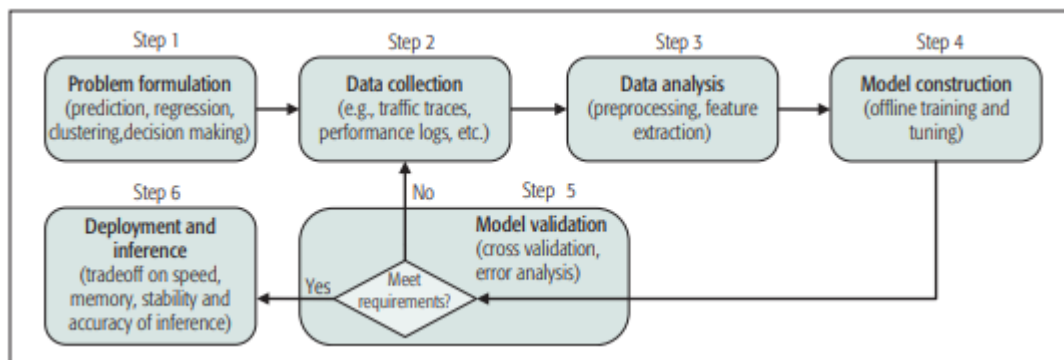 Step 1
Problem formulation
(prediction, regression,
clustering,decision making)
Step 2
Data collection
(e.g., traffic traces,
performance logs, etc.)
Step 3
Data analysis
(preprocessing, feature
extraction)
Step 4
Model construction
(offline training and
tuning)
Step 5
Model validation
(cross validation,
error analysis)
Meet
requirements?
No
Yes
Step 6
Deployment and
inference
(tradeoff on speed,
memory, stability and
accuracy of inference)